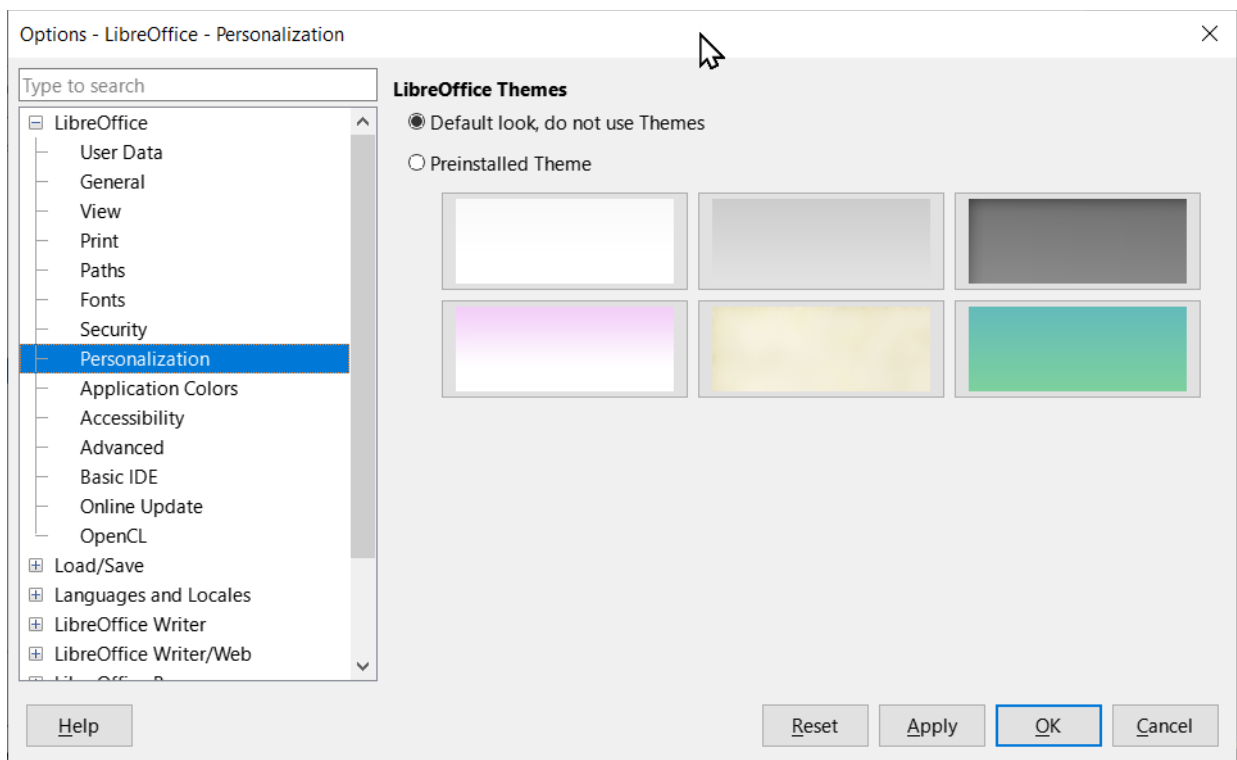 Options - LibreOffice - Personalization
Type to search
LibreOffice
User Data
General
View
Print
Paths
Fonts
Security
Personalization
Application Colors
Accessibility
Advanced
Basic IDE
Online Update
OpenCL
Load/Save
Languages and Locales
LibreOffice Writer
LibreOffice Writer/Web
LibreOffice Themes
Default look, do not use Themes
Preinstalled Theme
Help
Reset
Apply
OK
Cancel